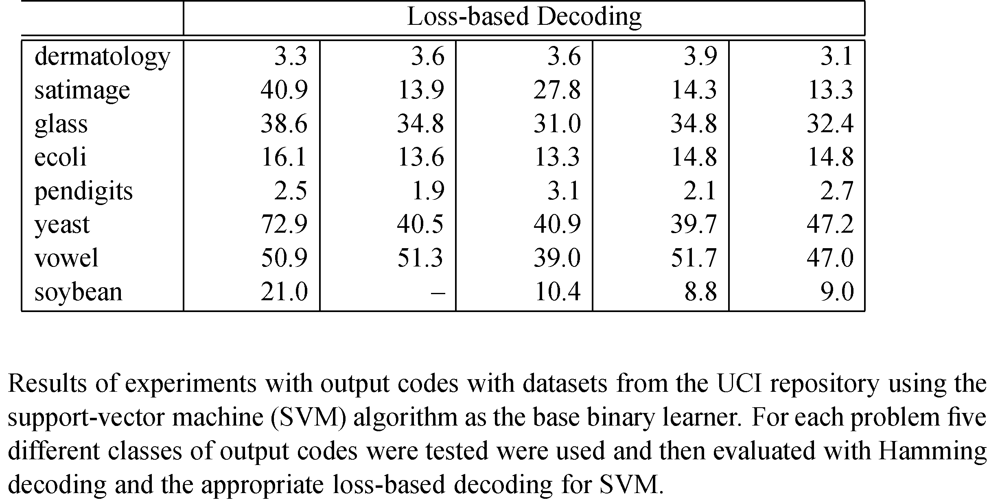 Loss-based Decoding
dermatology 3.3 3.6 3.6 3.9 3.1
satimage 40.9 13.9 27.8 14.3 13.3
glass 38.6 34.8 31.0 34.8 32.4
ecoli 16.1 13.6 13.3 14.8 14.8
pendigits 2.5 1.9 3.1 2.1 2.7
yeast 72.9 40.5 40.9 39.7 47.2
vowel 50.9 51.3 39.0 51.7 47.0
soybean 21.0 – 10.4 8.8 9.0
Results of experiments with output codes with datasets from the UCI repository using the
support-vector machine (SVM) algorithm as the base binary learner. For each problem five
different classes of output codes were tested were used and then evaluated with Hamming
decoding and the appropriate loss-based decoding for SVM.